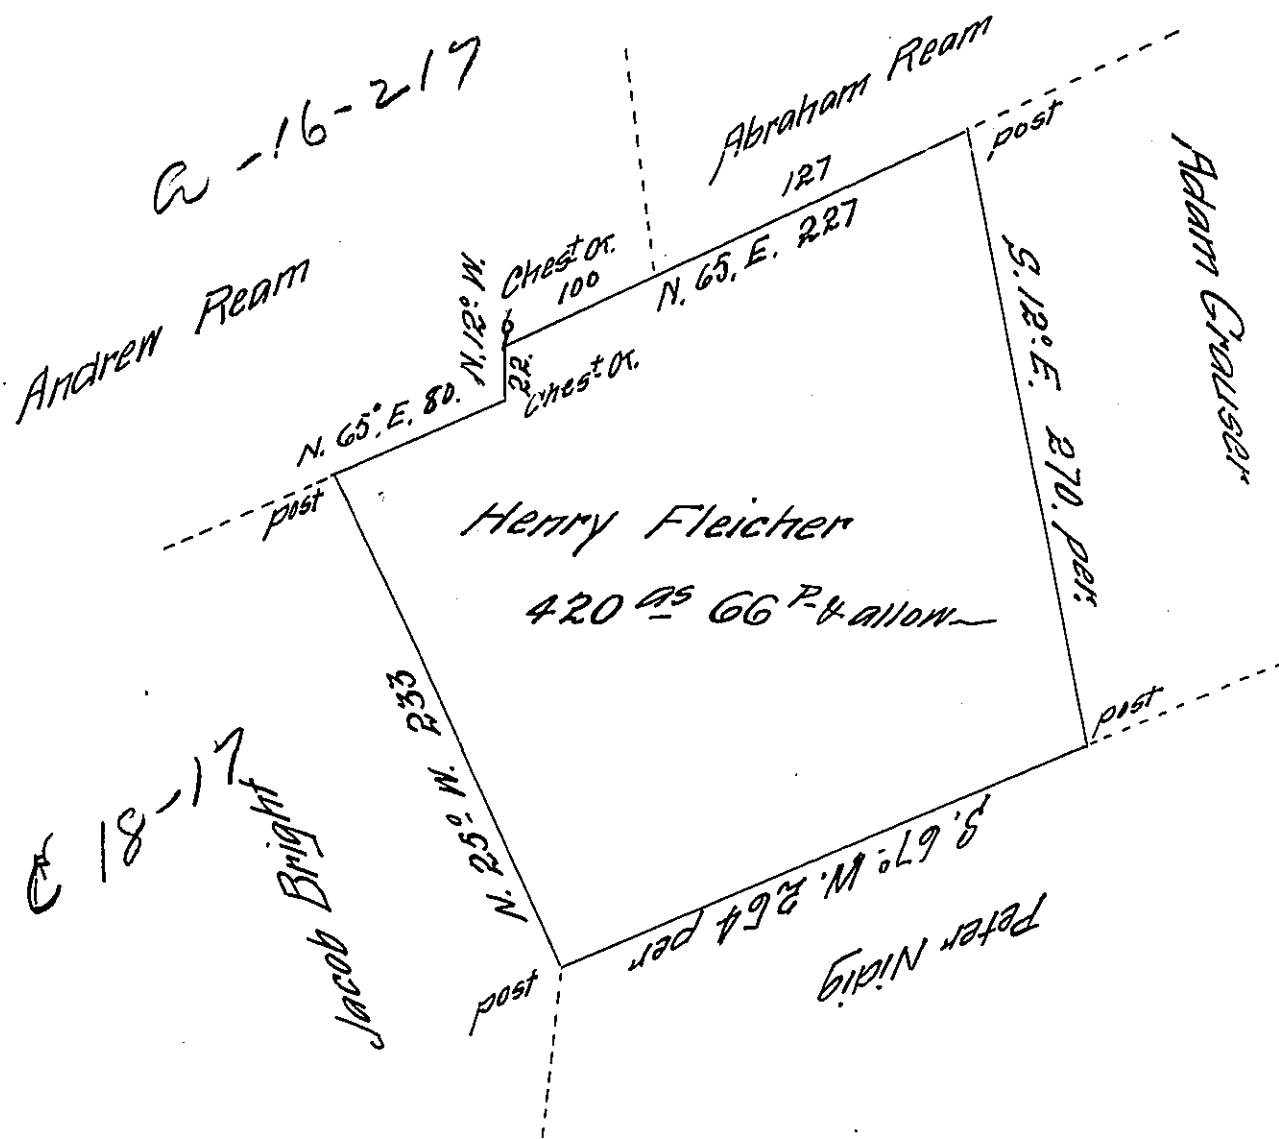 a - 16 - 217
Abraham Ream
127
N. 65. E. 227
post
Adam Crauser
Andrew Ream
N. 12° W.
Chest Or.
100
22.
Chest Or.
N. 65° E. 80.
post
S. 12° E. 270. per.
Henry Fleicher
420 as 66 P & allow
N. 25° W. 233
post
C 18-17
Jacob Bright
S. 67° W. 264 per
post
Peter Nidig